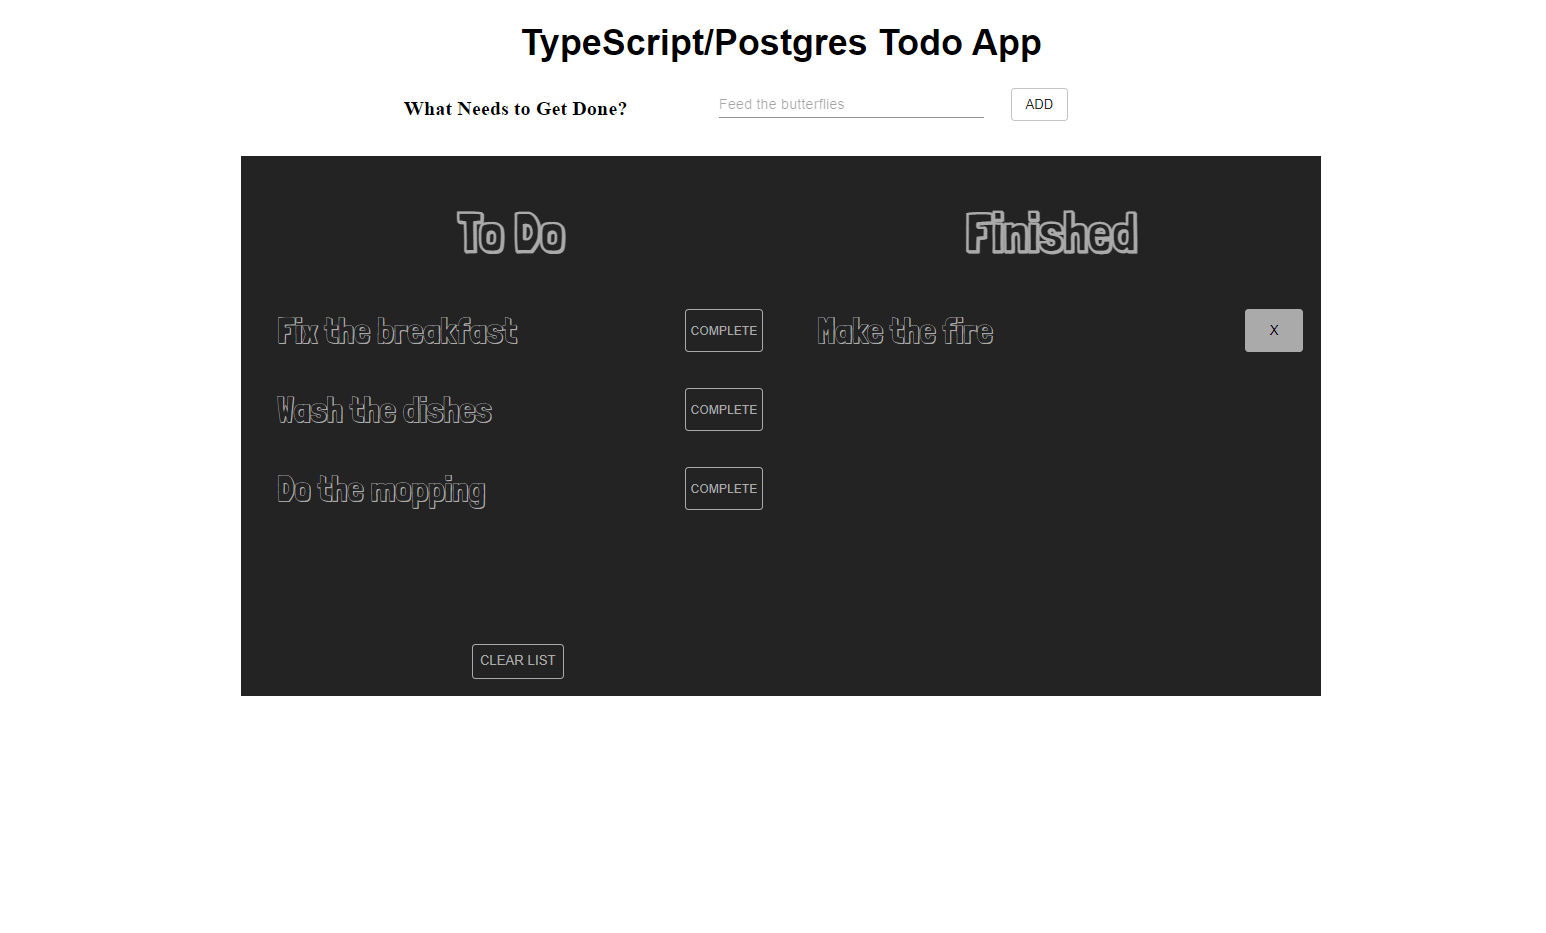 TypeScript/Postgres Todo App
What Needs to Get Done?
Feed the butterflies
ADD
To Do
Fix the breakfast
COMPLETE
Wash the dishes
COMPLETE
Do the mopping
COMPLETE
CLEAR LIST
Finished
Make the fire
X